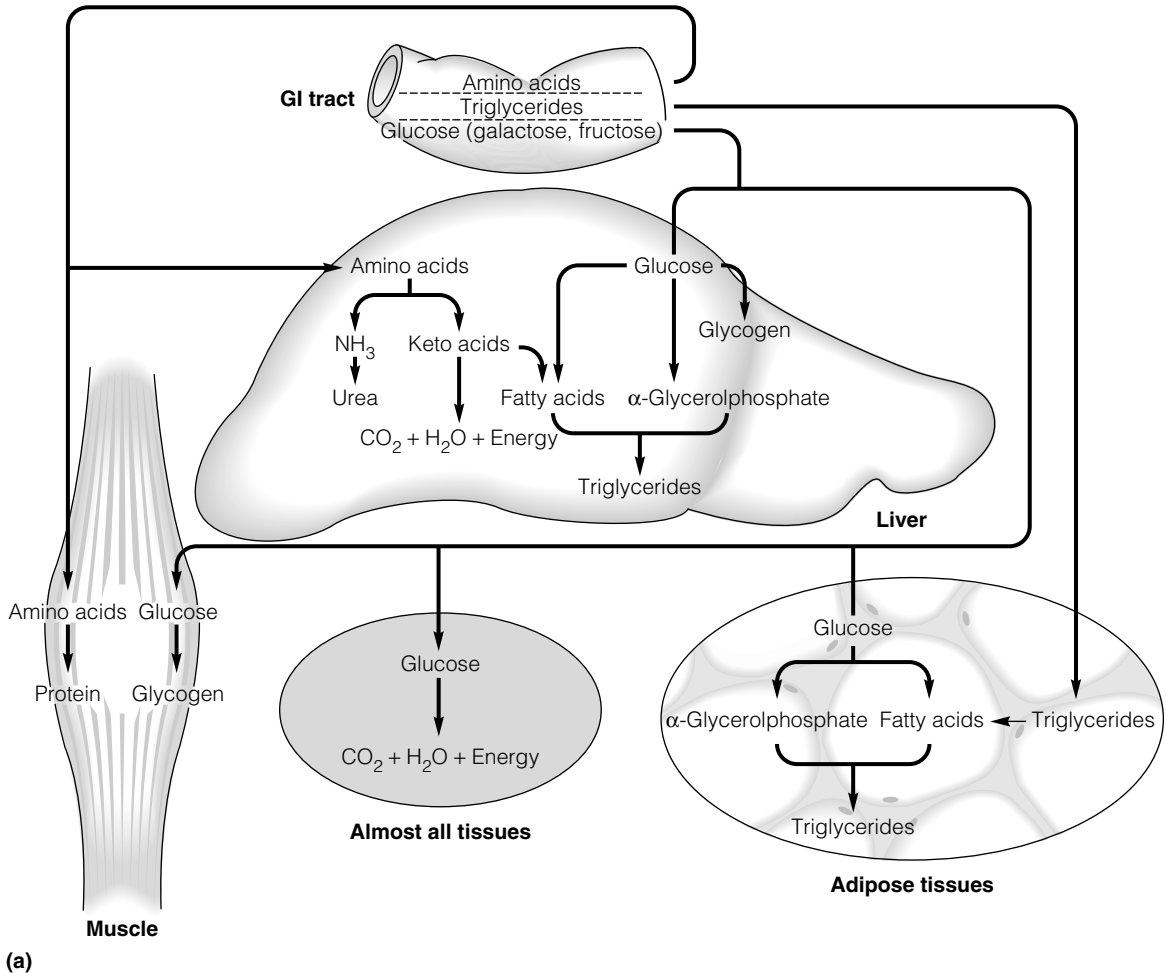 GI tract
Amino acids
Triglycerides
Glucose (galactose, fructose)
Amino acids
Glucose
Glycogen
NH₃
Keto acids
Urea
Fatty acids
α-Glycerolphosphate
CO₂ + H₂O + Energy
Triglycerides
Liver
Amino acids
Glucose
Protein
Glycogen
Muscle
Glucose
CO₂ + H₂O + Energy
Almost all tissues
Glucose
α-Glycerolphosphate
Fatty acids
Triglycerides
Triglycerides
Adipose tissues
(a)